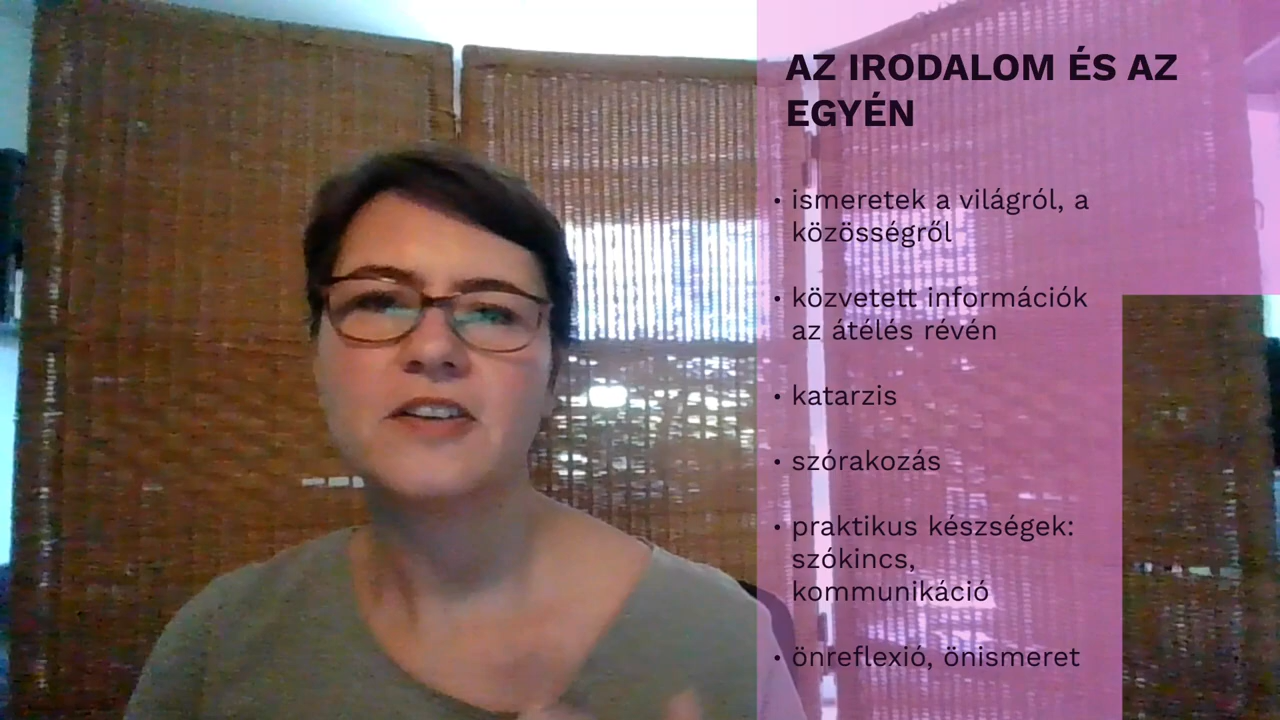 AZ IRODALOM ÉS AZ
EGYÉN
• ismeretek a világról, a
közösségről
• közvetett információk
az átélés révén
• katarzis
• szórakozás
• praktikus készségek:
szókincs,
kommunikáció
• önreflexió, önismeret